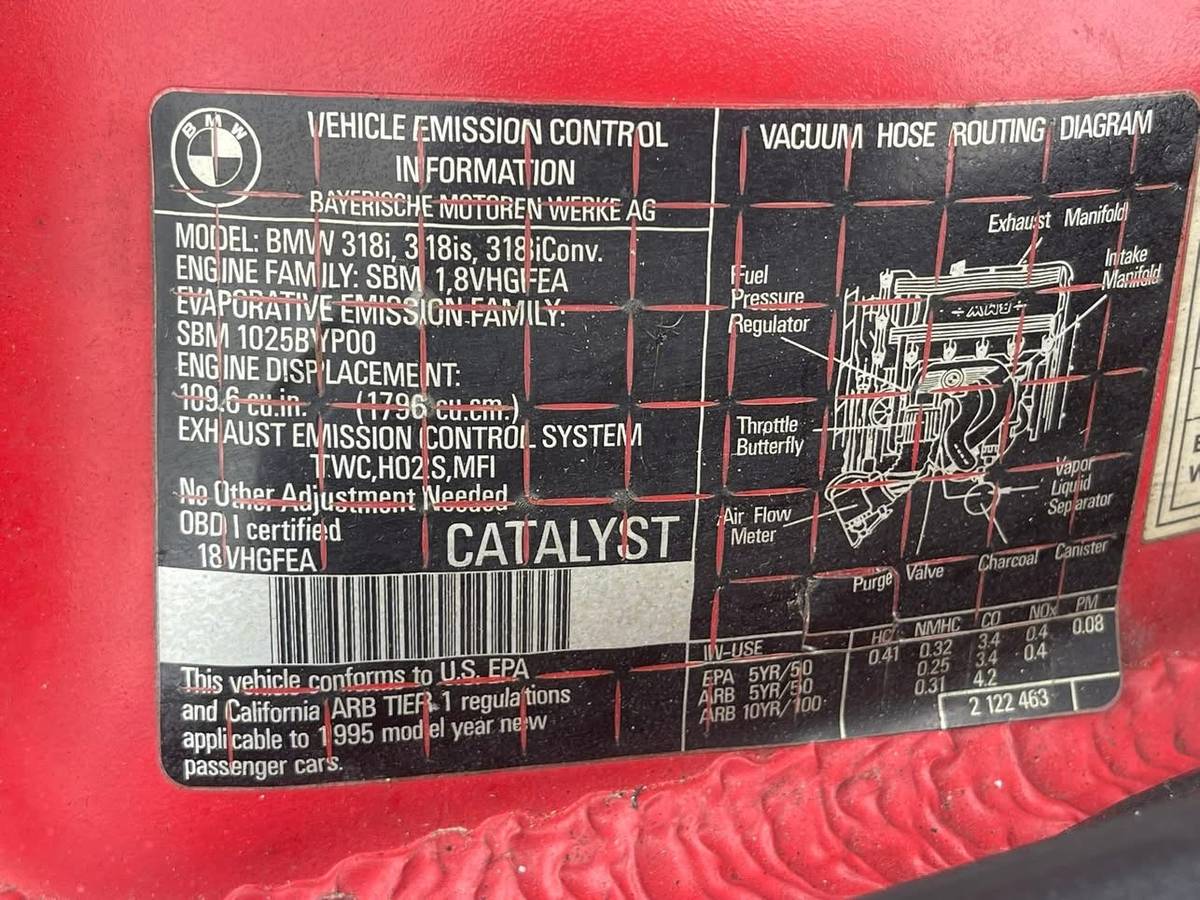 BMW
VEHICLE EMISSION CONTROL
INFORMATION
BAYERISCHE MOTOREN WERKE AG
MODEL: BMW 318i, 318is, 318iConv.
ENGINE FAMILY: SBM 1,8VHGFEA
EVAPORATIVE EMISSION FAMILY:
SBM 1025BYP00
ENGINE DISPLACEMENT:
109.6 cu.in. (1796 cu.cm.)
EXHAUST EMISSION CONTROL SYSTEM
TWC,HO2S,MFI
No Other Adjustment Needed
OBD I certified
18VHGFEA
CATALYST
This vehicle conforms to U.S. EPA
and California ARB TIER 1 regulations
applicable to 1995 model year new
passenger cars.
VACUUM HOSE ROUTING DIAGRAM
Exhaust Manifold
Intake
Manifold
Fuel
Pressure
Regulator
BMW
Throttle
Butterfly
Vapor
Liquid
Separator
Air Flow
Meter
Purge Valve
Charcoal Canister
IN-USE HC NMHC CO NOx PM
EPA 5YR/50 0.41 0.32 3.4 0.4 0.08
ARB 5YR/50 0.25 3.4 0.4
ARB 10YR/100 0.31 4.2
2 122 463